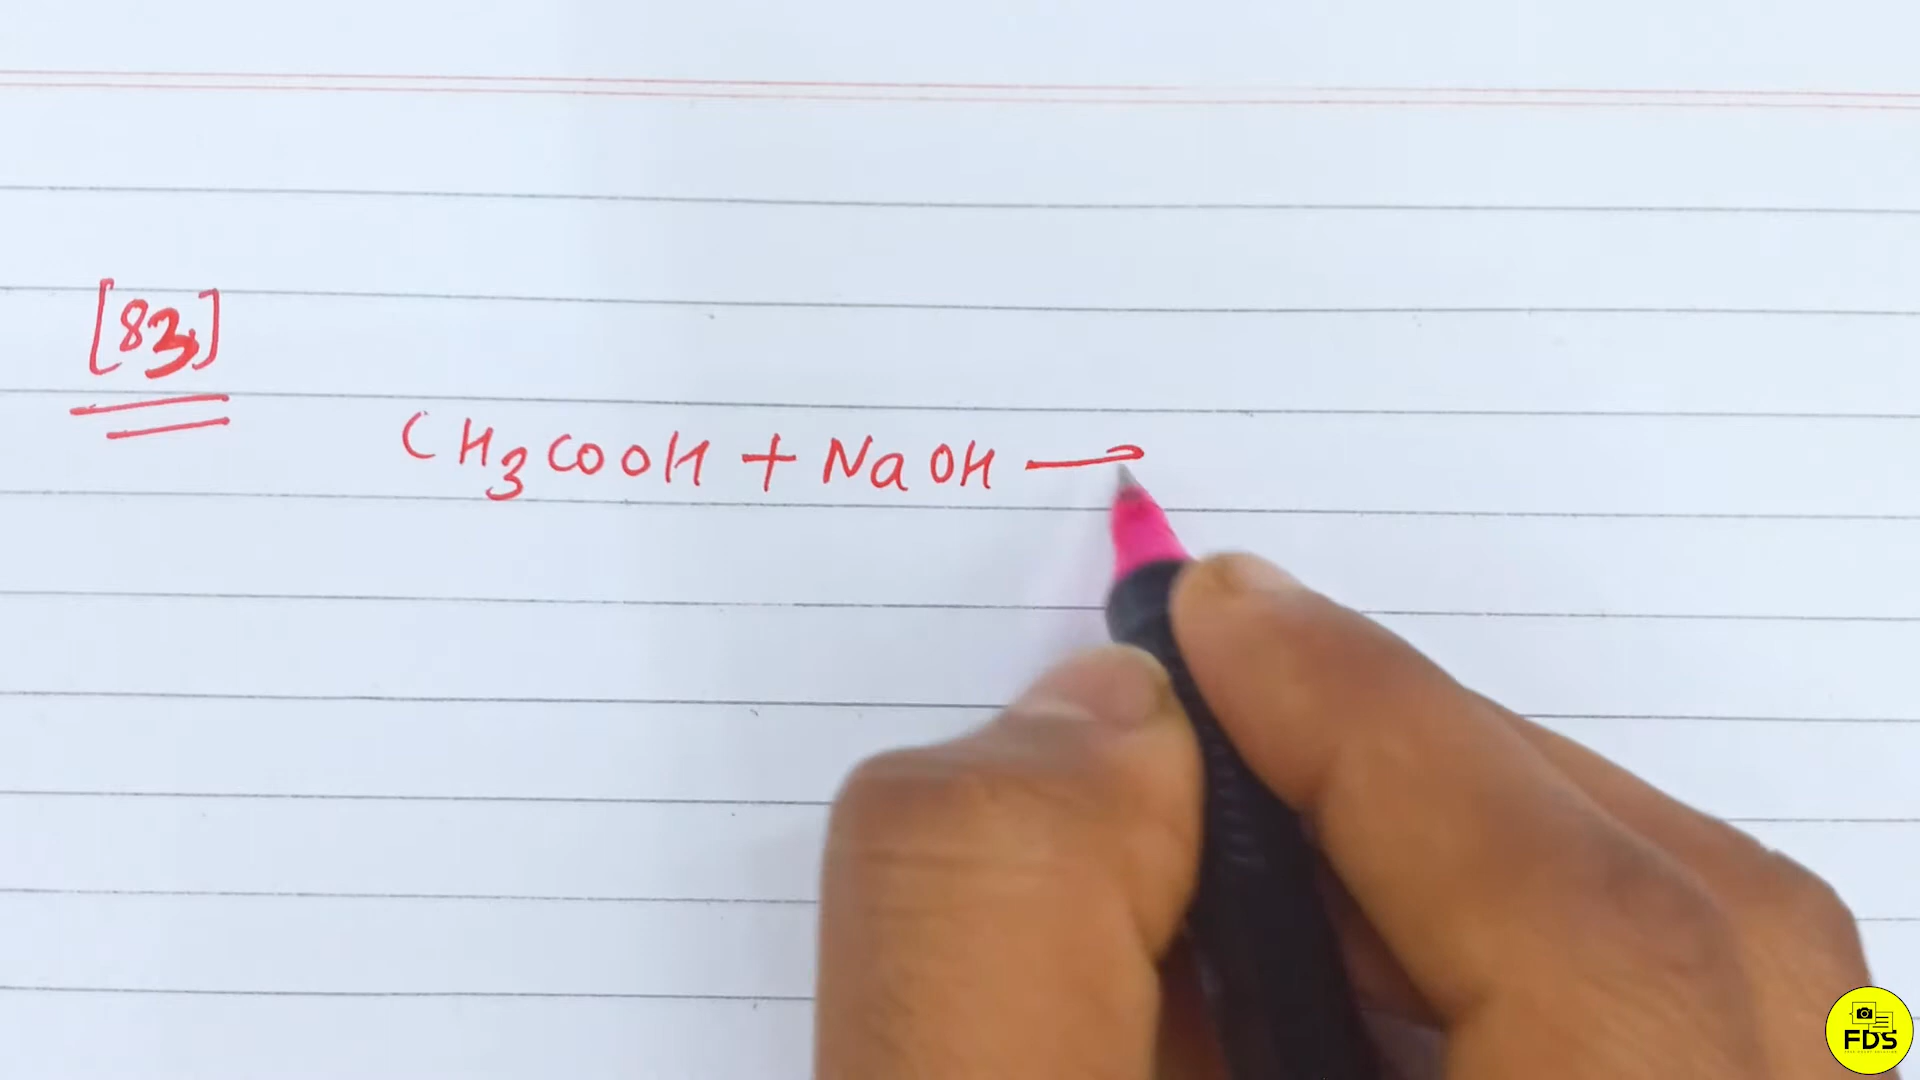 [83]
CH3COOH + NaOH →
FDS